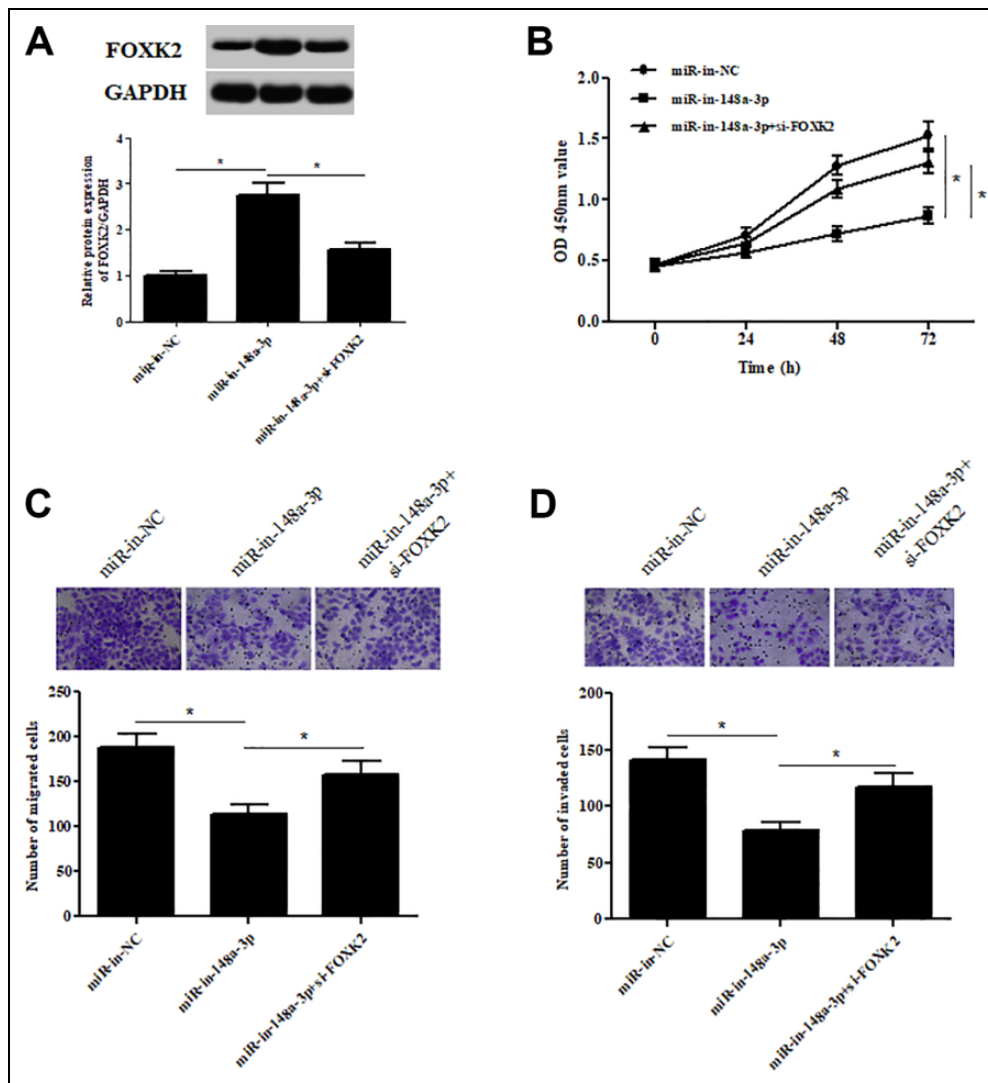 A
FOXK2
GAPDH
Relative protein expression
of FOXK2/GAPDH
4
3
2
1
0
*
*
miR-in-NC
miR-in-148a-3p
miR-in-148a-3p+si-FOXK2
B
miR-in-NC
miR-in-148a-3p
miR-in-148a-3p+si-FOXK2
OD 450nm value
2.0
1.5
1.0
0.5
0.0
*
*
0
24
48
72
Time (h)
C
miR-in-NC
miR-in-148a-3p
miR-in-148a-3p+
si-FOXK2
Number of migrated cells
250
200
150
100
50
0
*
*
miR-in-NC
miR-in-148a-3p
miR-in-148a-3p+si-FOXK2
D
miR-in-NC
miR-in-148a-3p
miR-in-148a-3p+
si-FOXK2
Number of invaded cells
200
150
100
50
0
*
*
miR-in-NC
miR-in-148a-3p
miR-in-148a-3p+si-FOXK2